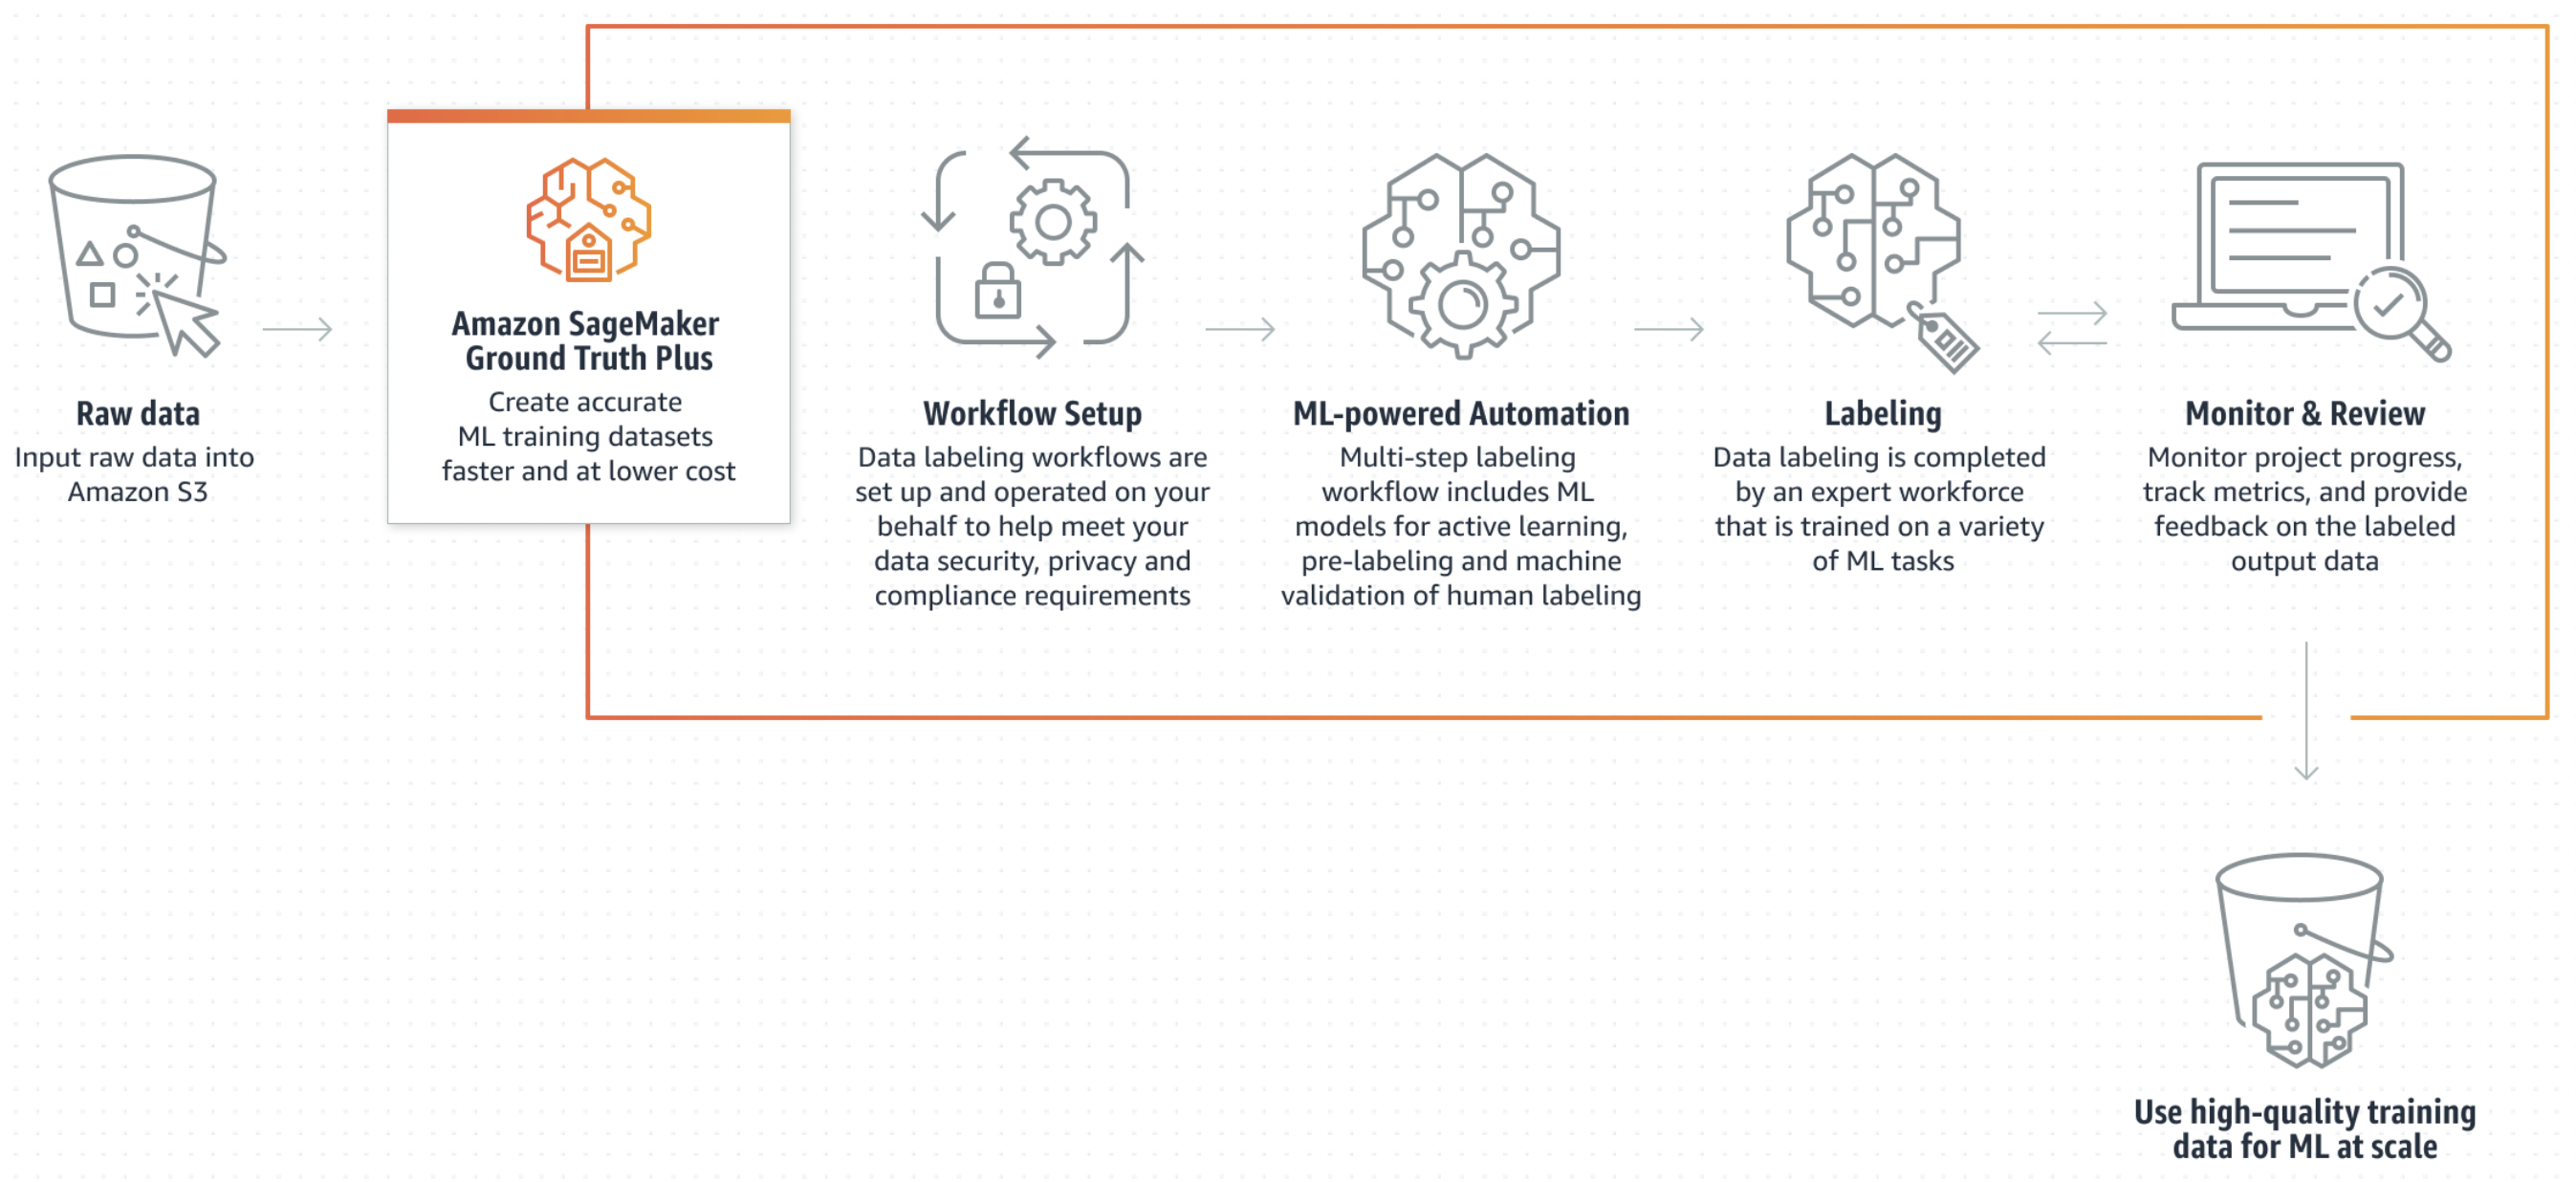 Raw data
Input raw data into
Amazon S3
Amazon SageMaker
Ground Truth Plus
Create accurate
ML training datasets
faster and at lower cost
Workflow Setup
Data labeling workflows are
set up and operated on your
behalf to help meet your
data security, privacy and
compliance requirements
ML-powered Automation
Multi-step labeling
workflow includes ML
models for active learning,
pre-labeling and machine
validation of human labeling
Labeling
Data labeling is completed
by an expert workforce
that is trained on a variety
of ML tasks
Monitor & Review
Monitor project progress,
track metrics, and provide
feedback on the labeled
output data
Use high-quality training
data for ML at scale